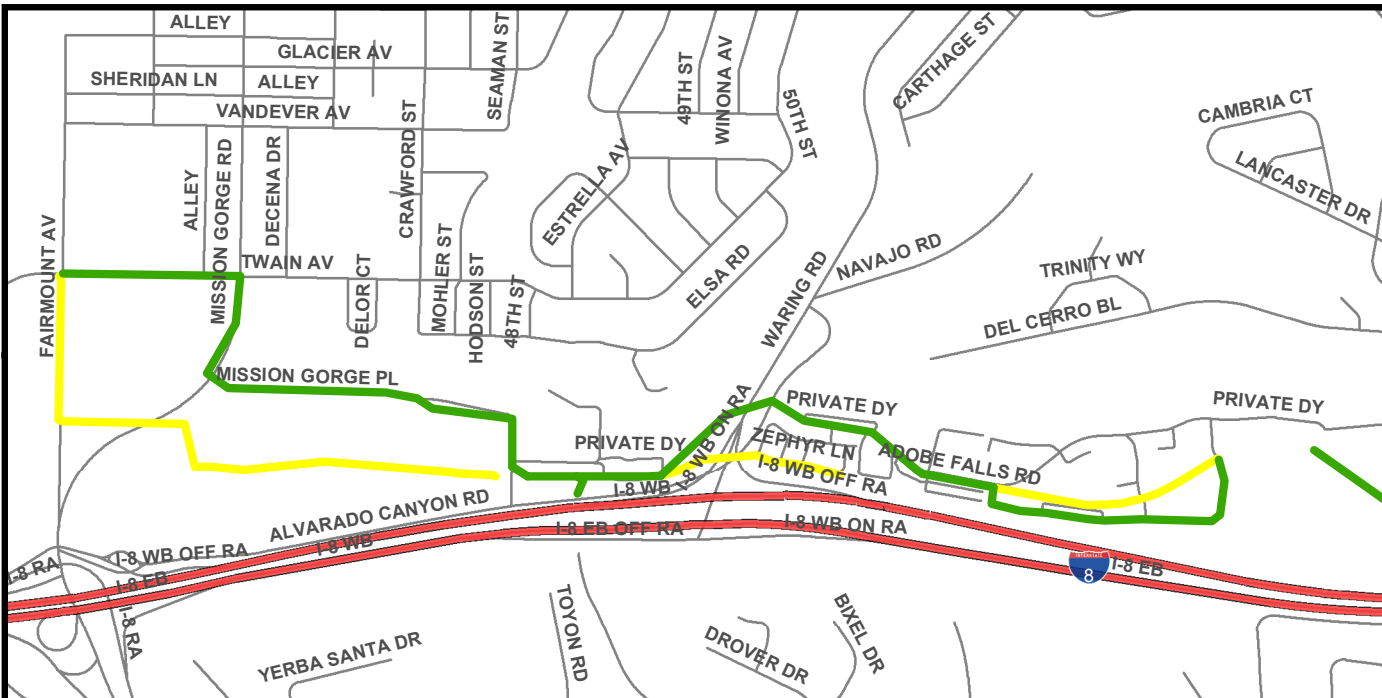 ALLEY
GLACIER AV
SEAMAN ST
CARTHAGE ST
SHERIDAN LN
ALLEY
49TH ST
WINONA AV
VANDEVER AV
50TH ST
CAMBRIA CT
CRAWFORD ST
LANCASTER DR
ALLEY
MISSION GORGE RD
DECENA DR
ESTRELLA AV
FAIRMOUNT AV
TWAIN AV
NAVAJO RD
TRINITY WY
DELOR CT
MOHLER ST
HODSON ST
48TH ST
ELSA RD
WARING RD
DEL CERRO BL
MISSION GORGE PL
PRIVATE DY
PRIVATE DY
PRIVATE DY
ZEPHYR LN
I-8 WB ON RA
ADOBE FALLS RD
I-8 WB OFF RA
I-8 WB
ALVARADO CANYON RD
I-8 EB OFF RA
I-8 WB ON RA
I-8 WB
I-8 WB OFF RA
I-8 RA
I-8 EB
I-8 EB
8
I-8 RA
TOYON RD
BIXEL DR
DROVER DR
YERBA SANTA DR